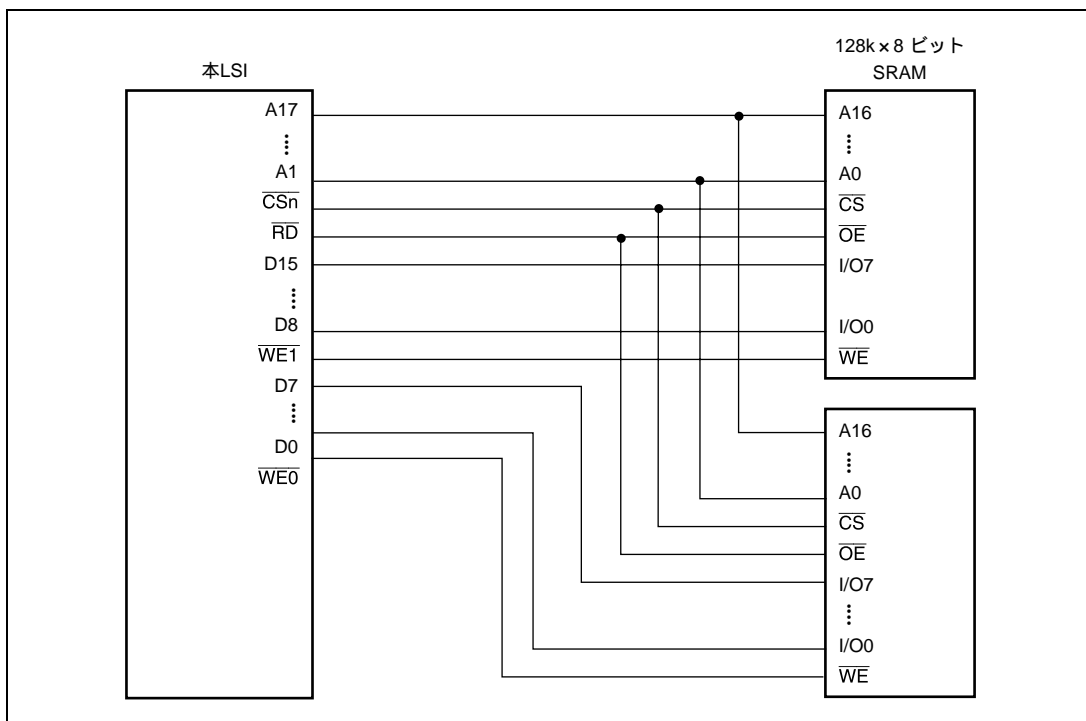 128k×8 ビット
SRAM
本LSI
A17
A1
CSn
RD
D15
D8
WE1
D7
D0
WE0
A16
A0
CS
OE
I/O7
I/O0
WE
A16
A0
CS
OE
I/O7
I/O0
WE